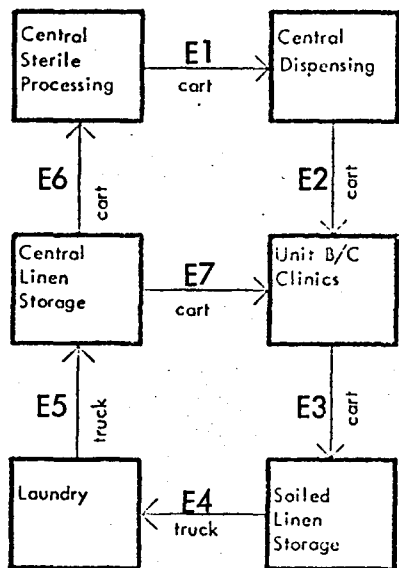 Central
Sterile
Processing
E1
cart
Central
Dispensing
E6
cart
E2
cart
Central
Linen
Storage
E7
cart
Unit B/C
Clinics
E5
truck
E3
cart
Laundry
E4
truck
Soiled
Linen
Storage